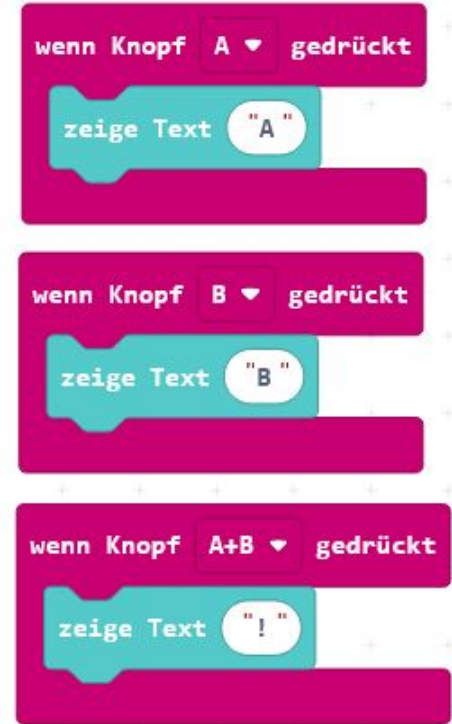 wenn Knopf A gedrückt
zeige Text "A"
wenn Knopf B gedrückt
zeige Text "B"
wenn Knopf A+B gedrückt
zeige Text "!"